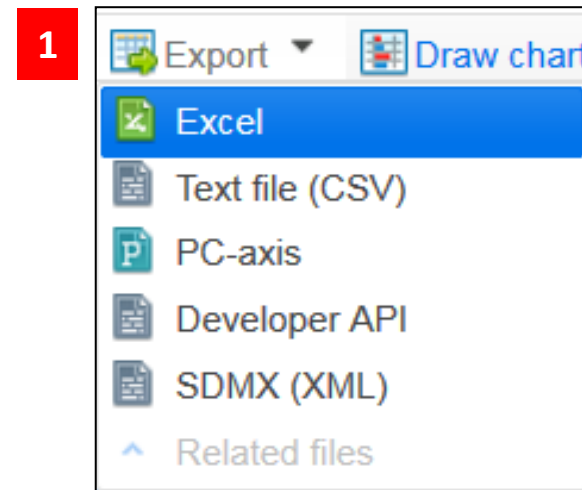 1
Export Draw chart
Excel
Text file (CSV)
PC-axis
Developer API
SDMX (XML)
Related files